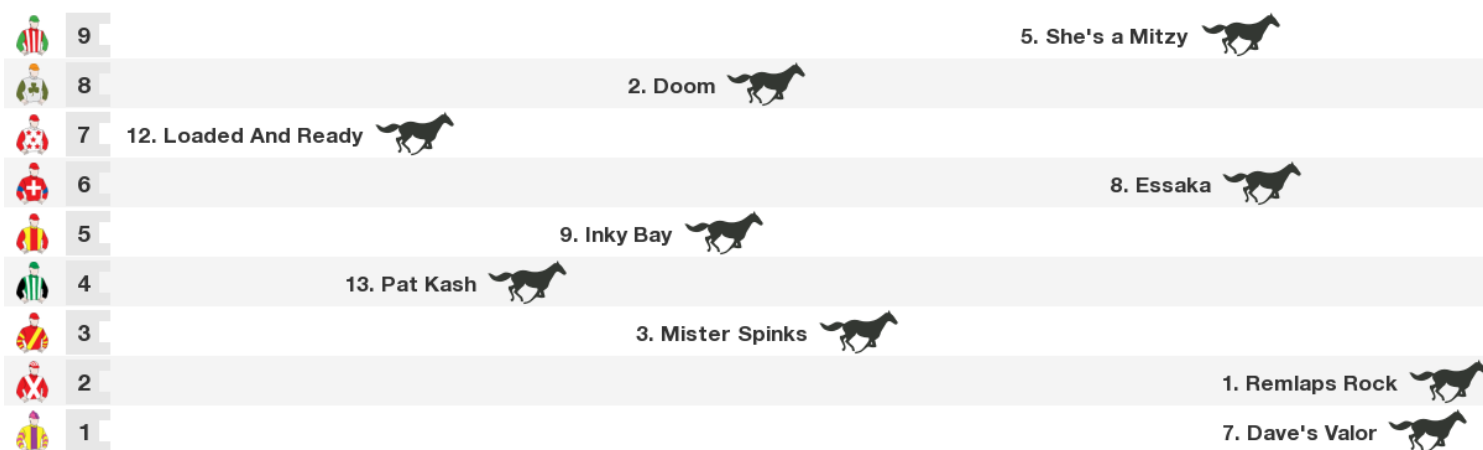 9 5. She's a Mitzy
8 2. Doom
7 12. Loaded And Ready
6 8. Essaka
5 9. Inky Bay
4 13. Pat Kash
3 3. Mister Spinks
2 1. Remlaps Rock
1 7. Dave's Valor